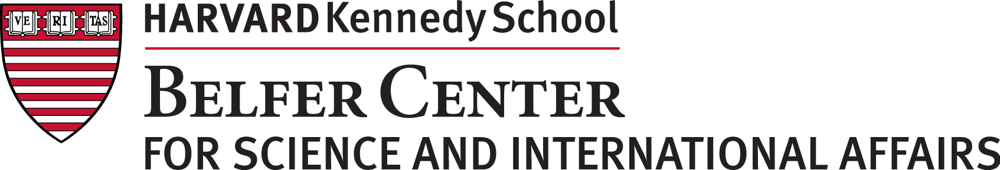 VE RI TAS
HARVARD Kennedy School
BELFER CENTER
FOR SCIENCE AND INTERNATIONAL AFFAIRS